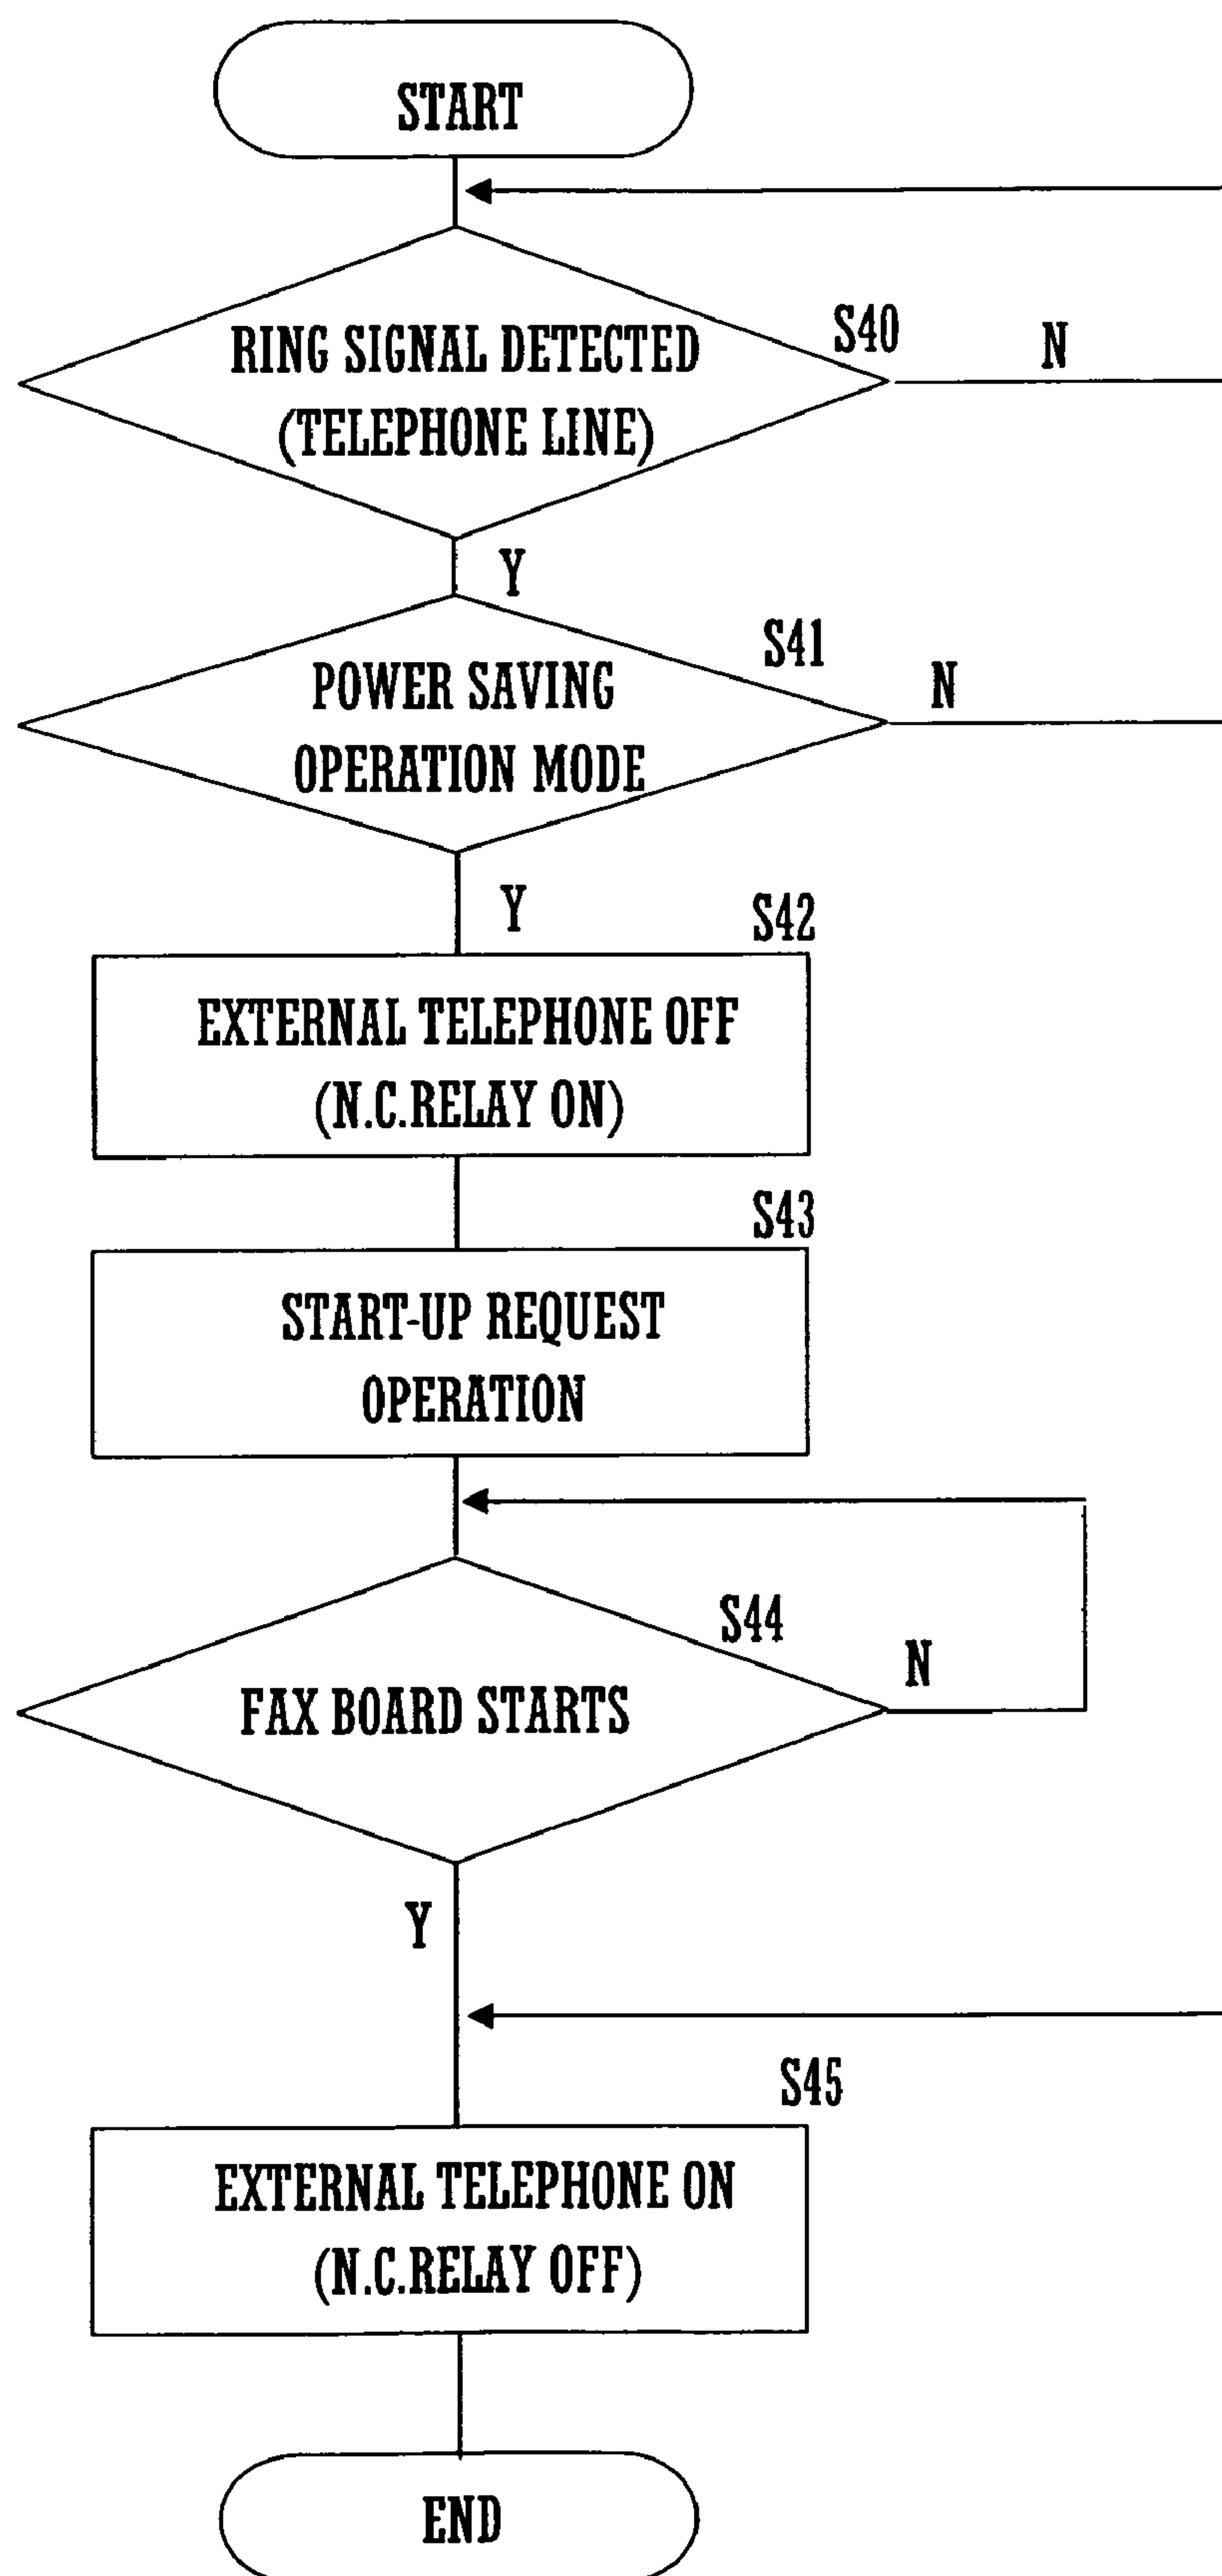 START
S40
N
RING SIGNAL DETECTED
(TELEPHONE LINE)
Y
S41
N
POWER SAVING
OPERATION MODE
Y
S42
EXTERNAL TELEPHONE OFF
(N.C.RELAY ON)
S43
START-UP REQUEST
OPERATION
S44
N
FAX BOARD STARTS
Y
S45
EXTERNAL TELEPHONE ON
(N.C.RELAY OFF)
END